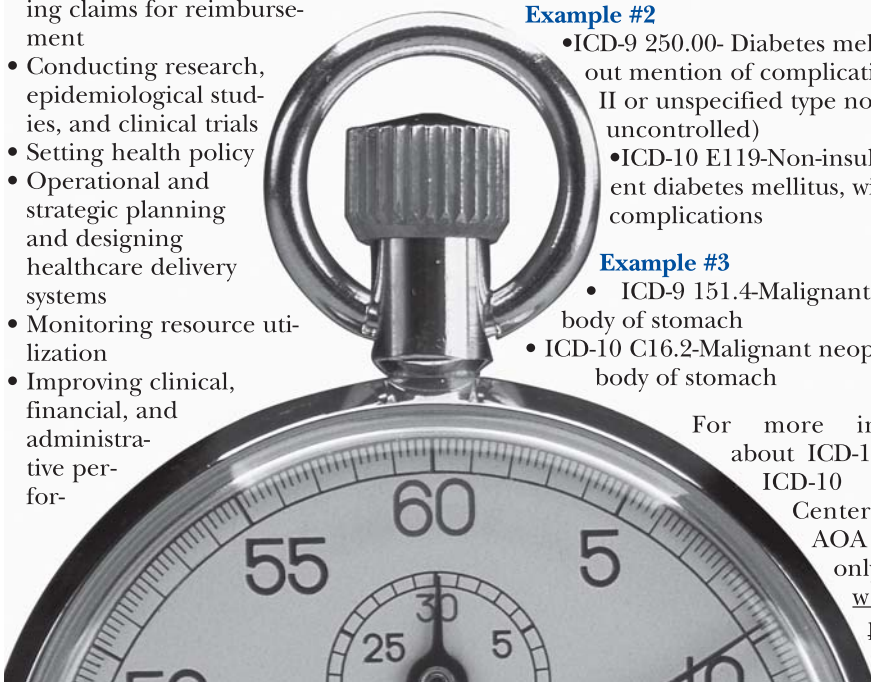 ing claims for reimburse-
ment
• Conducting research,
epidemiological stud-
ies, and clinical trials
• Setting health policy
• Operational and
strategic planning
and designing
healthcare delivery
systems
• Monitoring resource uti-
lization
• Improving clinical,
financial, and
administra-
tive per-
for-
Example #2
•ICD-9 250.00- Diabetes mel
out mention of complicati
II or unspecified type no
uncontrolled)
•ICD-10 E119-Non-insul
ent diabetes mellitus, wi
complications
Example #3
• ICD-9 151.4-Malignant
body of stomach
• ICD-10 C16.2-Malignant neop
body of stomach
For more in
about ICD-1
ICD-10
Center
AOA
onl
w
60
55
5
50
10
30
25
5